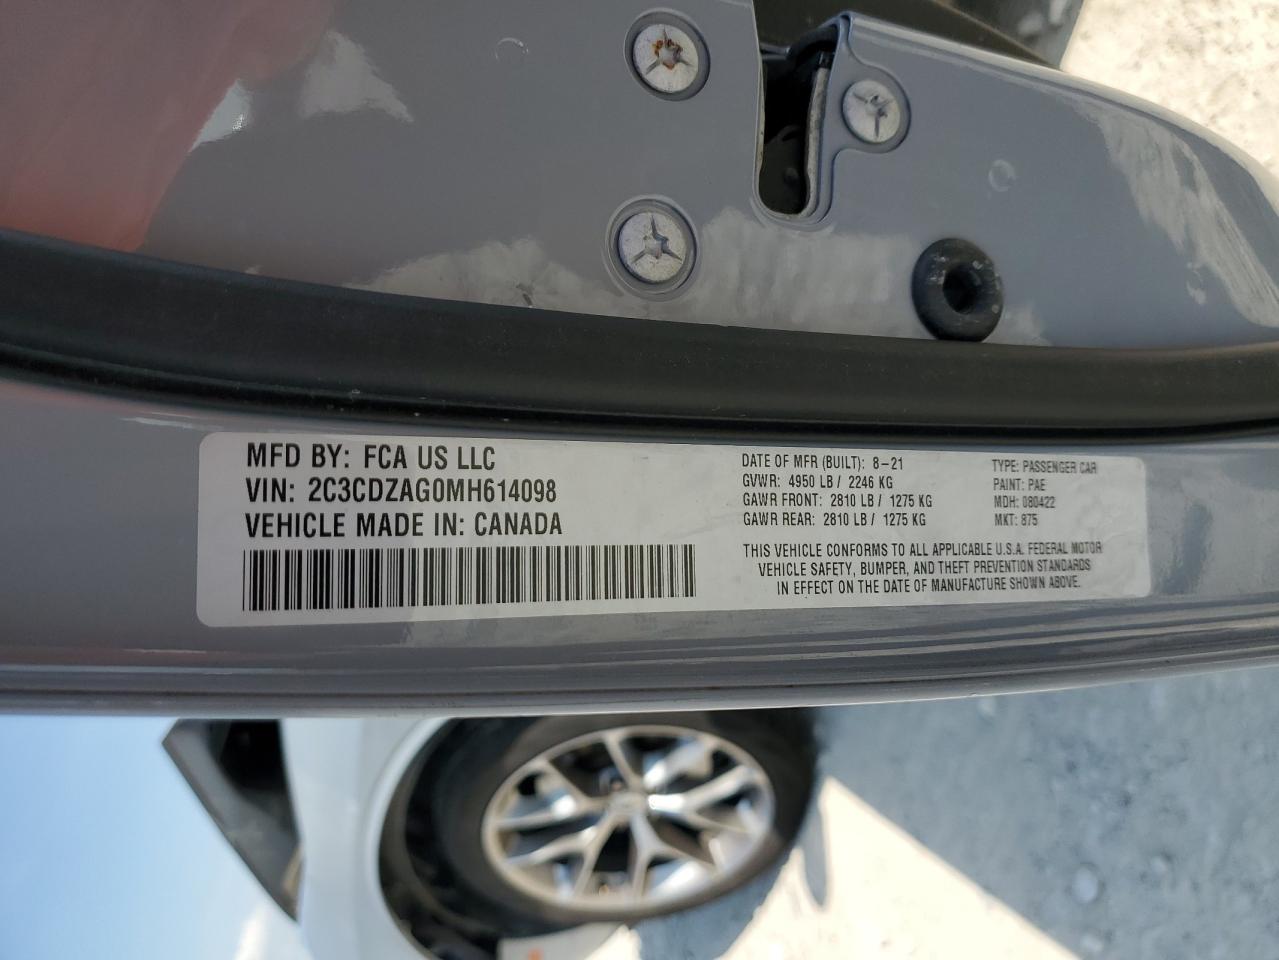 MFD BY: FCA US LLC
VIN: 2C3CDZAG0MH614098
VEHICLE MADE IN: CANADA
DATE OF MFR (BUILT): 8-21
GVWR: 4950 LB / 2246 KG
GAWR FRONT: 2810 LB / 1275 KG
GAWR REAR: 2810 LB / 1275 KG
TYPE: PASSENGER CAR
PAINT: PAE
MDH: 080422
MKT: 875
THIS VEHICLE CONFORMS TO ALL APPLICABLE U.S.A. FEDERAL MOTOR
VEHICLE SAFETY, BUMPER, AND THEFT PREVENTION STANDARDS
IN EFFECT ON THE DATE OF MANUFACTURE SHOWN ABOVE.